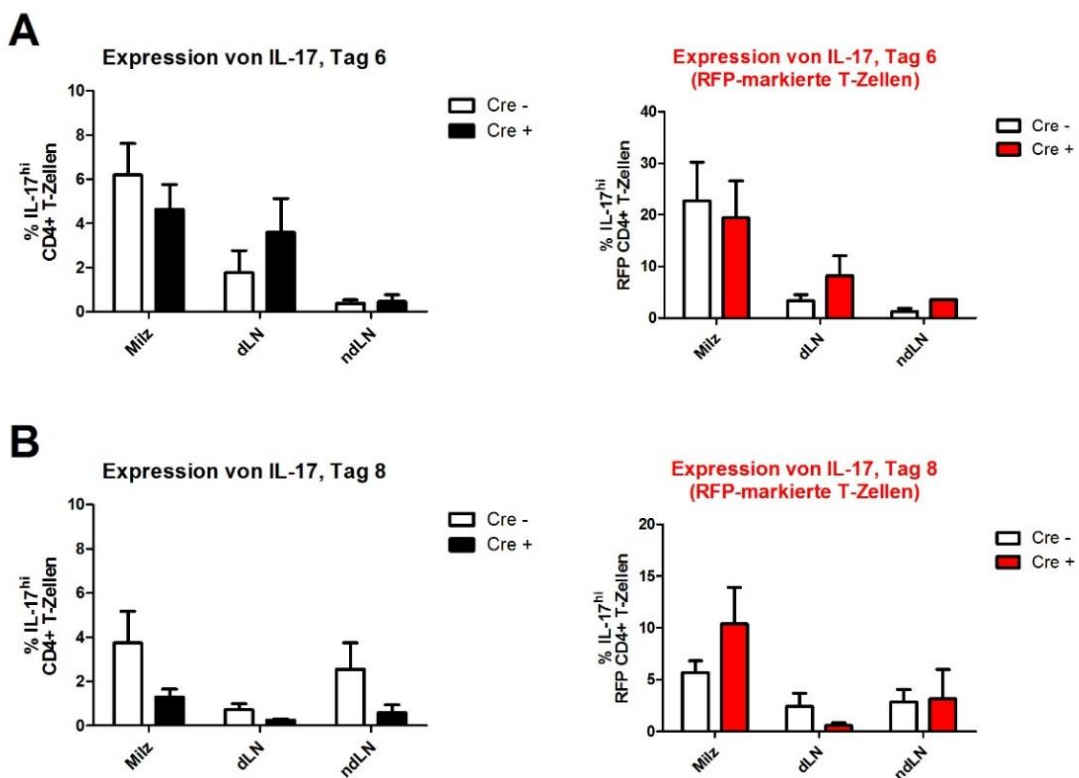 A
Expression von IL-17, Tag 6
10
8
6
4
2
0
% IL-17hi
CD4+ T-Zellen
Milz
dLN
ndLN
Cre -
Cre +
Expression von IL-17, Tag 6
(RFP-markierte T-Zellen)
40
30
20
10
0
% IL-17hi
RFP CD4+ T-Zellen
Milz
dLN
ndLN
Cre -
Cre +
B
Expression von IL-17, Tag 8
10
8
6
4
2
0
% IL-17hi
CD4+ T-Zellen
Milz
dLN
ndLN
Cre -
Cre +
Expression von IL-17, Tag 8
(RFP-markierte T-Zellen)
20
15
10
5
0
% IL-17hi
RFP CD4+ T-Zellen
Milz
dLN
ndLN
Cre -
Cre +